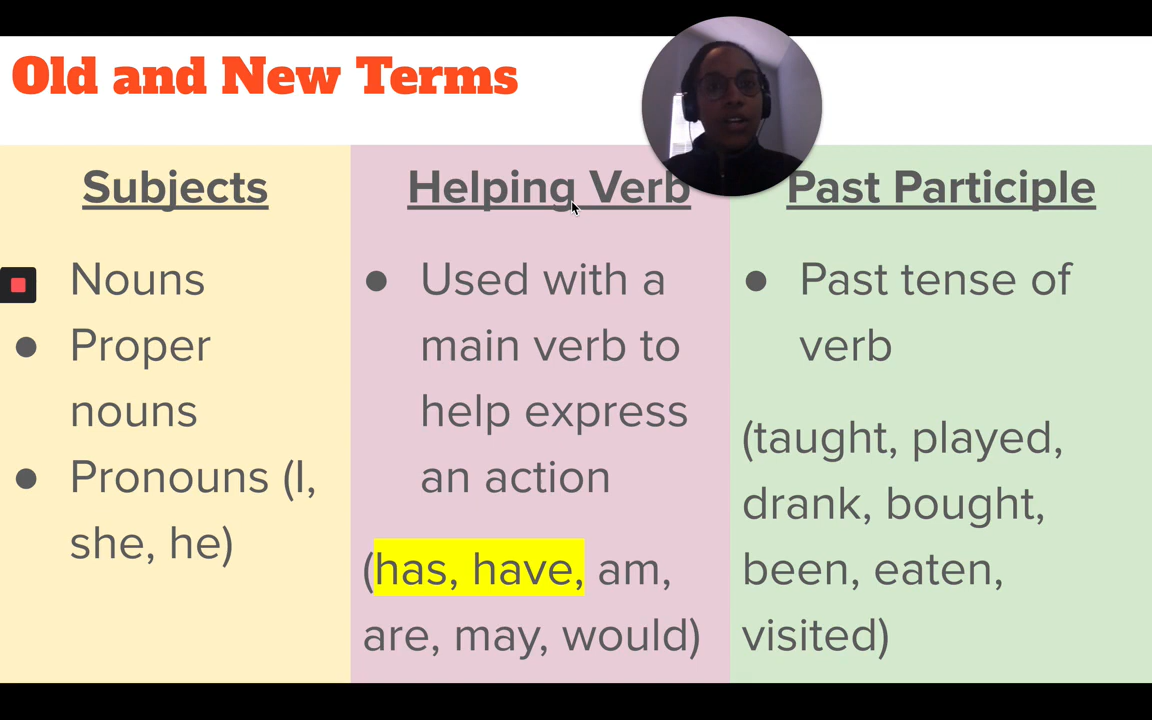 Old and New Terms
Subjects
● Nouns
● Proper
nouns
● Pronouns (I,
she, he)
Helping Verb
● Used with a
main verb to
help express
an action
(has, have, am,
are, may, would)
Past Participle
● Past tense of
verb
(taught, played,
drank, bought,
been, eaten,
visited)